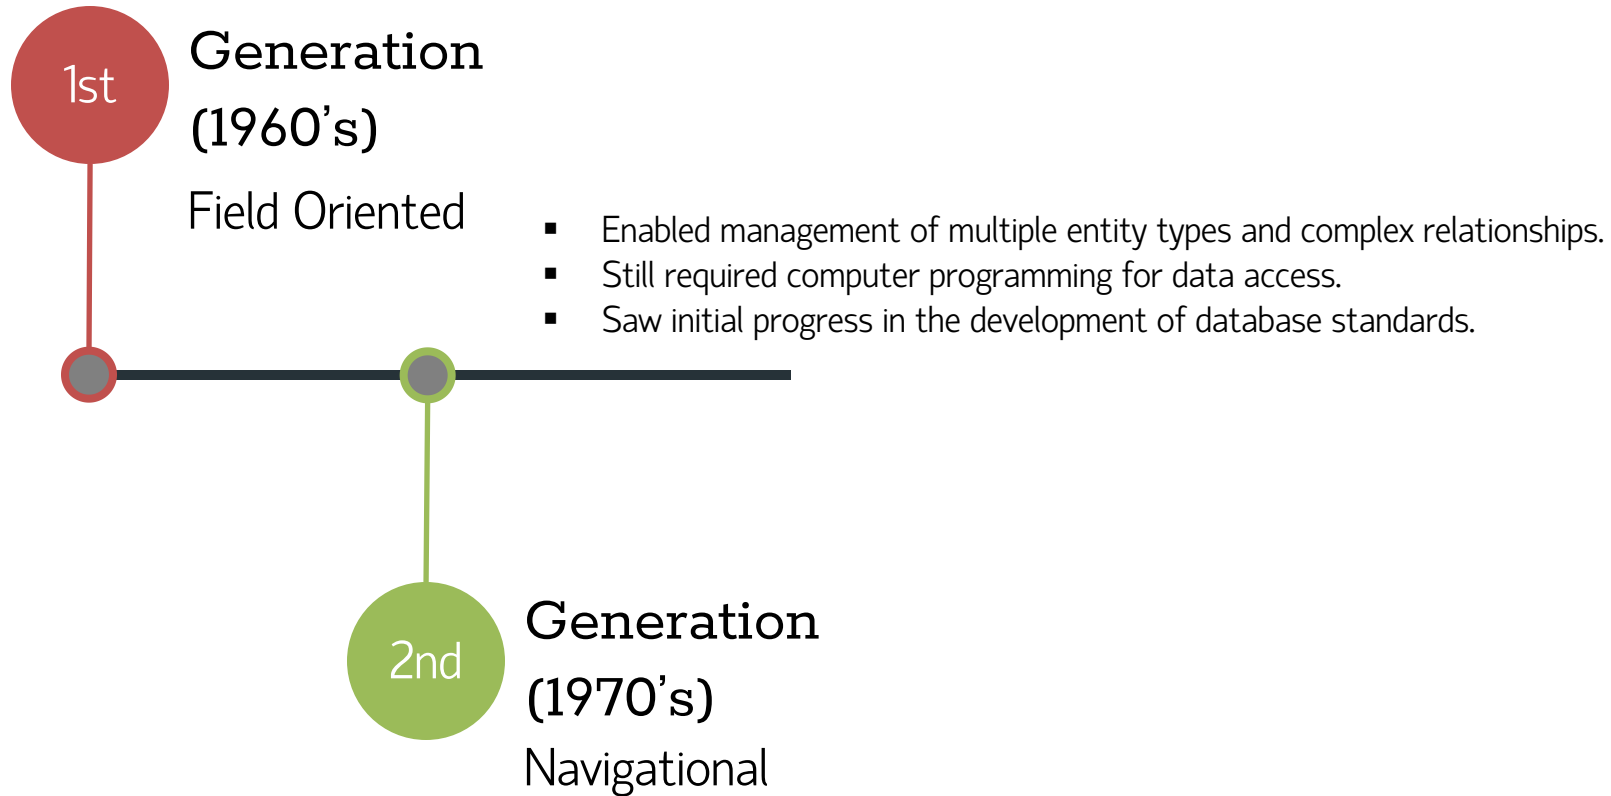 1st
Generation
(1960’s)
Field Oriented
▪ Enabled management of multiple entity types and complex relationships.
▪ Still required computer programming for data access.
▪ Saw initial progress in the development of database standards.
2nd
Generation
(1970’s)
Navigational